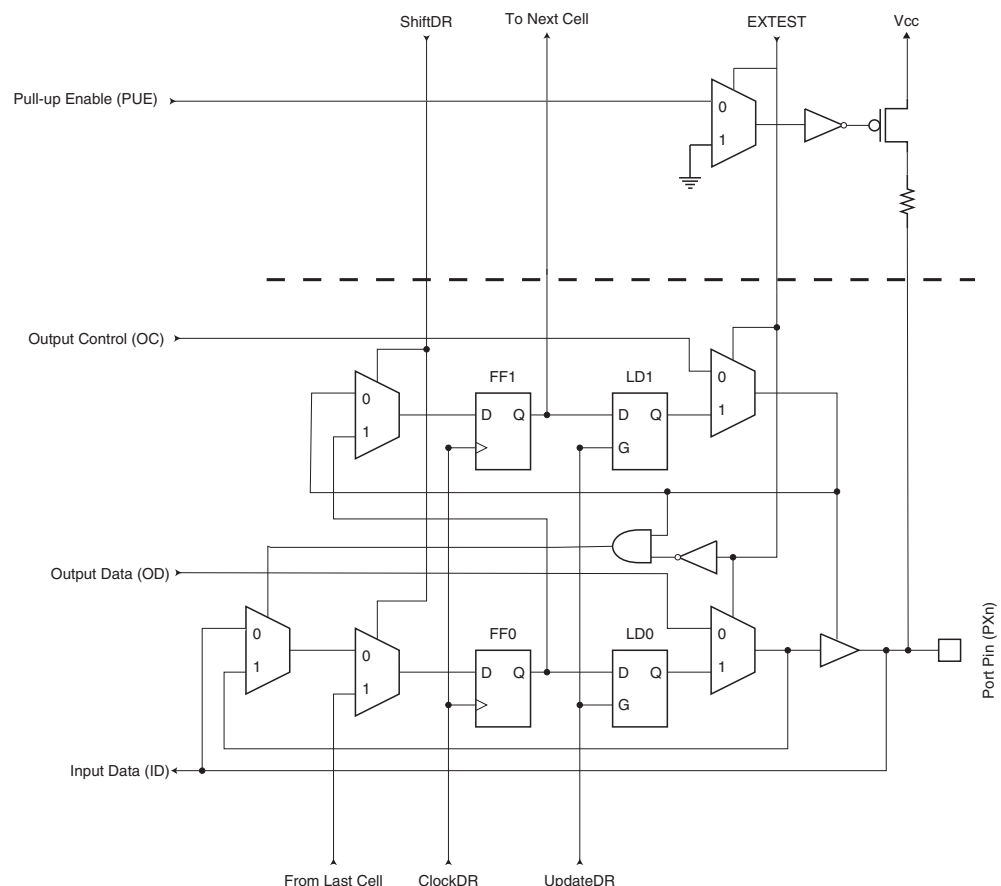 ShiftDR
To Next Cell
EXTEST
Vcc
Pull-up Enable (PUE)
0
1
Output Control (OC)
FF1
LD1
0
0
D Q
D Q
1
1
G
Output Data (OD)
FF0
LD0
0
0
0
D Q
D Q
1
1
1
G
Port Pin (PXn)
Input Data (ID)
From Last Cell
ClockDR
UpdateDR